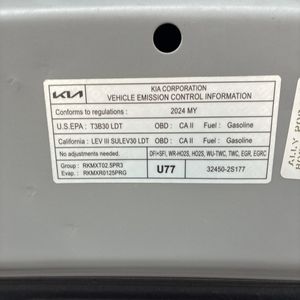 KIA
KIA CORPORATION
VEHICLE EMISSION CONTROL INFORMATION
Conforms to regulations : 2024 MY
U.S.EPA : T3B30 LDT OBD : CA II Fuel : Gasoline
California : LEV III SULEV30 LDT OBD : CA II Fuel : Gasoline
No adjustments needed. DFI+SFI, WR-HO2S, HO2S, WU-TWC, TWC, EGR, EGRC
Group : RKMXT02.5PR3
Evap. : RKMXR0125PRG
U77 32450-2S177